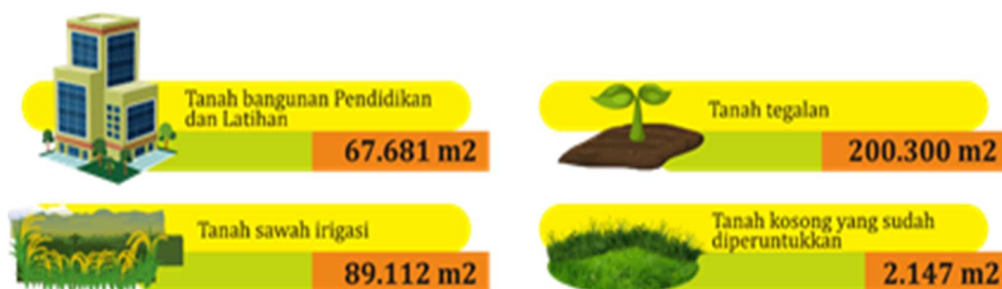 Tanah bangunan Pendidikan
dan Latihan
67.681 m2
Tanah tegalan
200.300 m2
Tanah sawah irigasi
89.112 m2
Tanah kosong yang sudah
diperuntukkan
2.147 m2